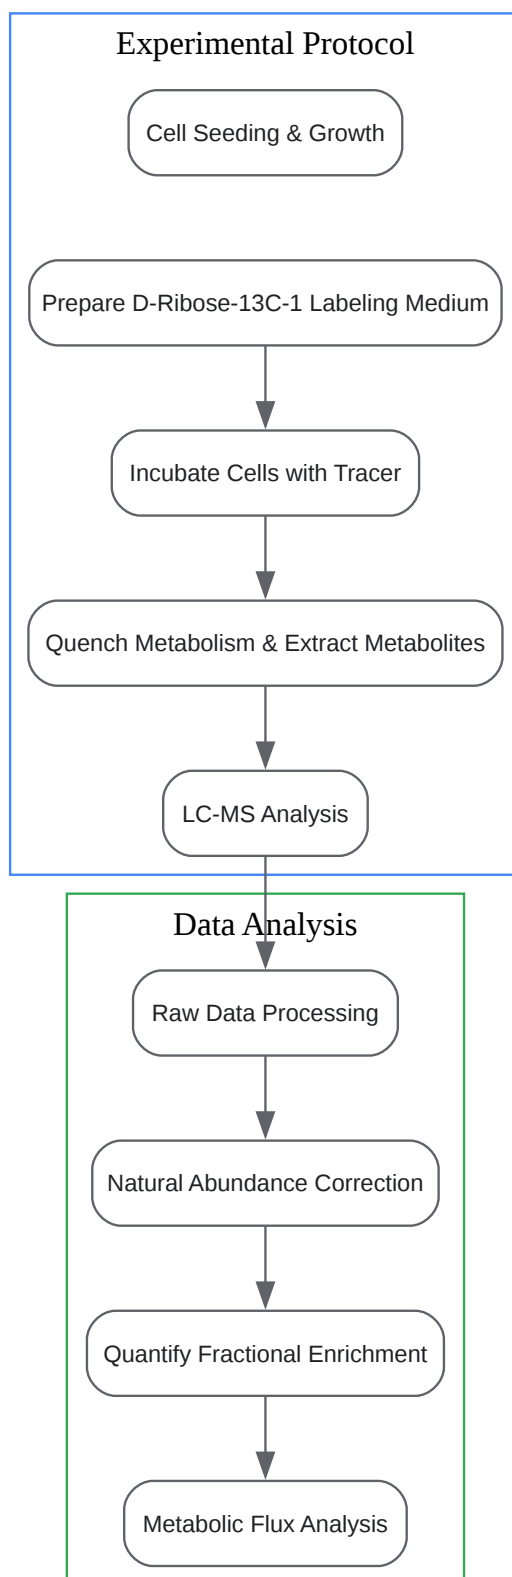 Experimental Protocol
Cell Seeding & Growth
Prepare D-Ribose-13C-1 Labeling Medium
Incubate Cells with Tracer
Quench Metabolism & Extract Metabolites
LC-MS Analysis
Data Analysis
Raw Data Processing
Natural Abundance Correction
Quantify Fractional Enrichment
Metabolic Flux Analysis